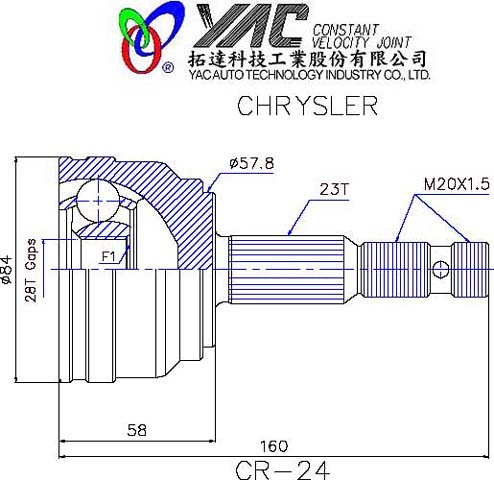 YAC CONSTANT
VELOCITY JOINT
拓達科技工業股份有限公司
YAC AUTO TECHNOLOGY INDUSTRY CO., LTD.
CHRYSLER
ø57.8
23T
M20X1.5
ø84
28T Gaps
F1
58
160
CR-24